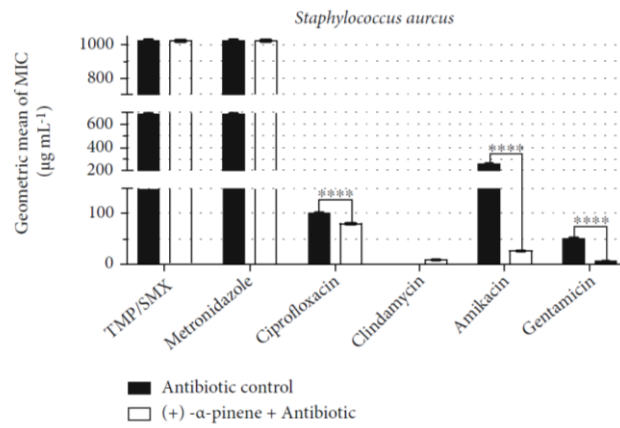 Staphylococcus aurcus
Geometric mean of MIC
(µg mL-1)
1000
800
600
400
200
100
0
****
****
****
TMP/SMX
Metronidazole
Ciprofloxacin
Clindamycin
Amikacin
Gentamicin
Antibiotic control
(+) -α-pinene + Antibiotic